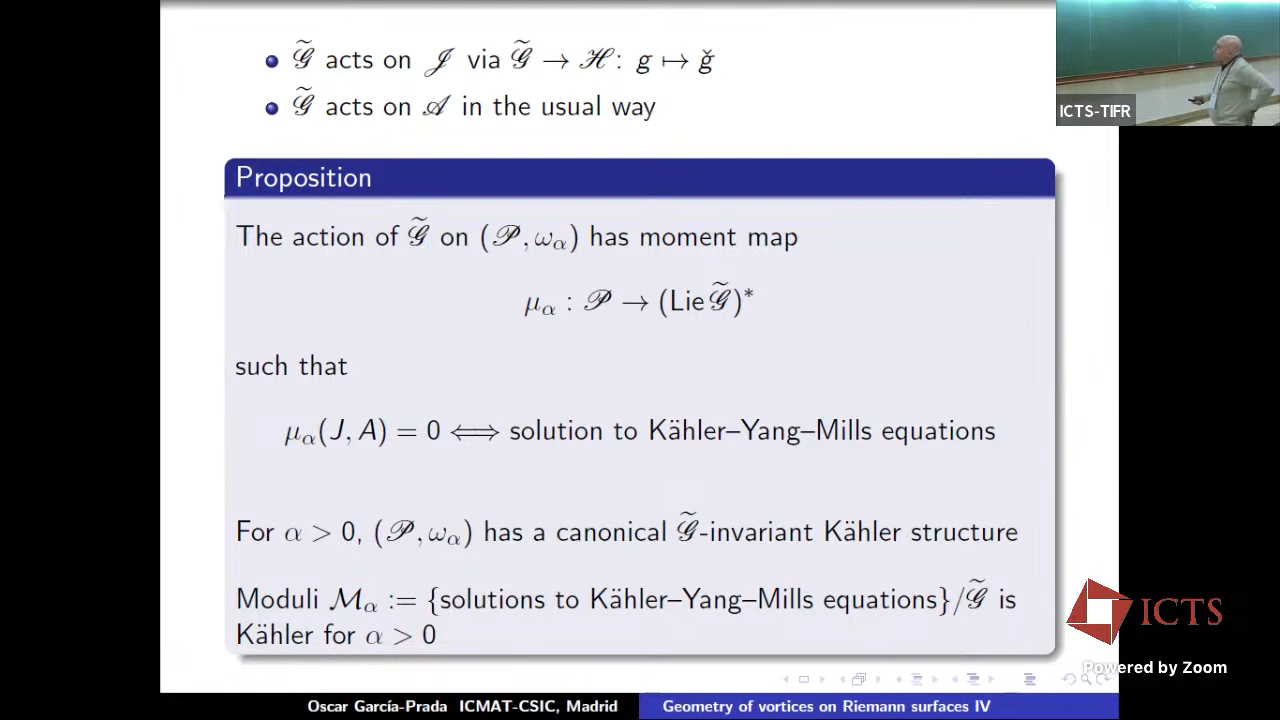 𝒢̃ acts on 𝒥 via 𝒢̃ → ℋ : g ↦ ǧ
𝒢̃ acts on 𝒜 in the usual way
ICTS-TIFR
Proposition
The action of 𝒢̃ on (𝒫, ω_α) has moment map
μ_α : 𝒫 → (Lie 𝒢̃)*
such that
μ_α(J, A) = 0 ⟺ solution to Kähler–Yang–Mills equations
For α > 0, (𝒫, ω_α) has a canonical 𝒢̃-invariant Kähler structure
Moduli ℳ_α := {solutions to Kähler–Yang–Mills equations}/𝒢̃ is
Kähler for α > 0
ICTS
Powered by Zoom
Oscar García-Prada ICMAT-CSIC, Madrid
Geometry of vortices on Riemann surfaces IV